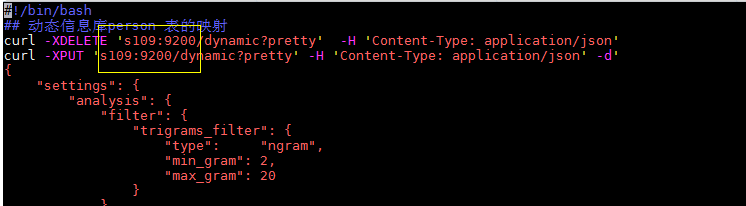 #!/bin/bash
## 动态信息库person 表的映射
curl -XDELETE 's109:9200/dynamic?pretty'  -H 'Content-Type: application/json'
curl -XPUT 's109:9200/dynamic?pretty' -H 'Content-Type: application/json' -d'
{
    "settings": {
        "analysis": {
            "filter": {
                "trigrams_filter": {
                    "type":     "ngram",
                    "min_gram": 2,
                    "max_gram": 20
                }
            }